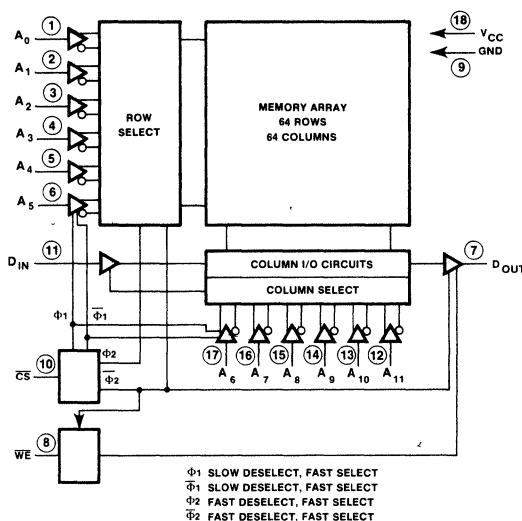 1
A0
18
VCC
GND
9
2
A1
3
A2
ROW
SELECT
MEMORY ARRAY
64 ROWS
64 COLUMNS
4
A3
5
A4
6
A5
11
DIN
COLUMN I/O CIRCUITS
7
DOUT
COLUMN SELECT
Φ1 Φ̅1
Φ2
Φ̅2
10
C̅S̅
17 16 15 14 13 12
A6 A7 A8 A9 A10 A11
8
W̅E̅
Φ1 SLOW DESELECT, FAST SELECT
Φ̅1 SLOW DESELECT, FAST SELECT
Φ2 FAST DESELECT, FAST SELECT
Φ̅2 FAST DESELECT, FAST SELECT